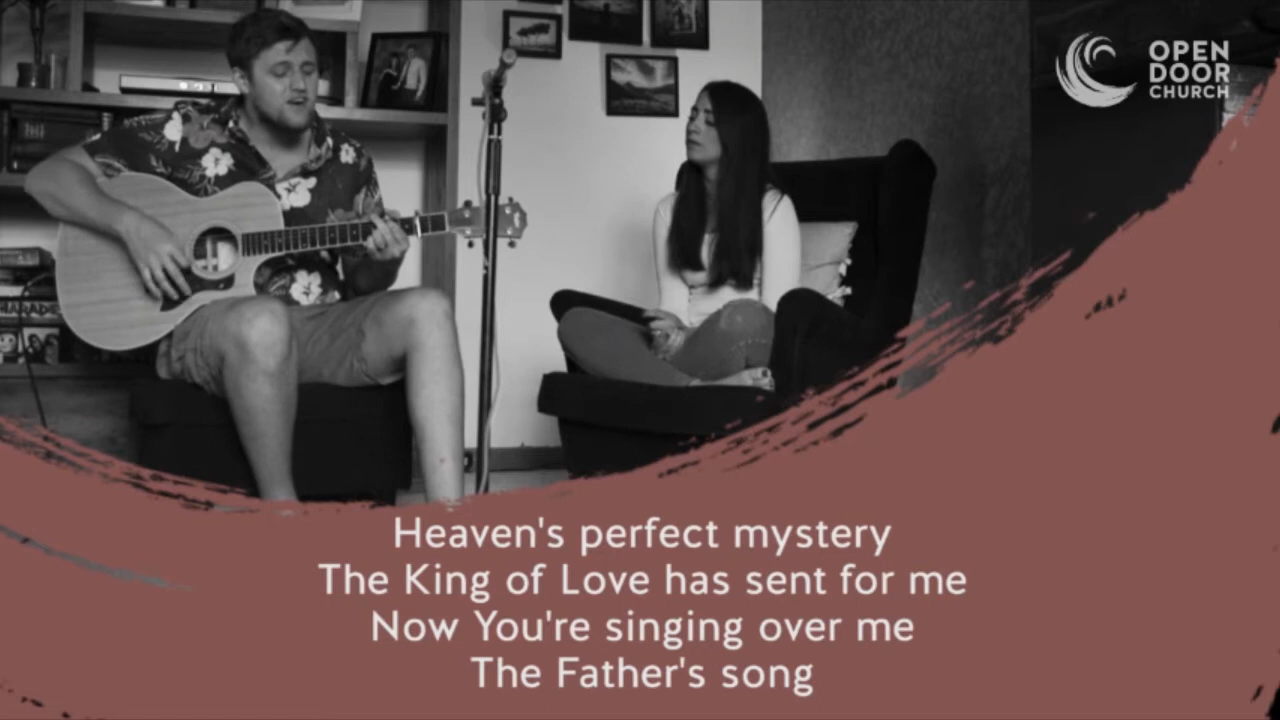 OPEN
DOOR
CHURCH
Heaven's perfect mystery
The King of Love has sent for me
Now You're singing over me
The Father's song